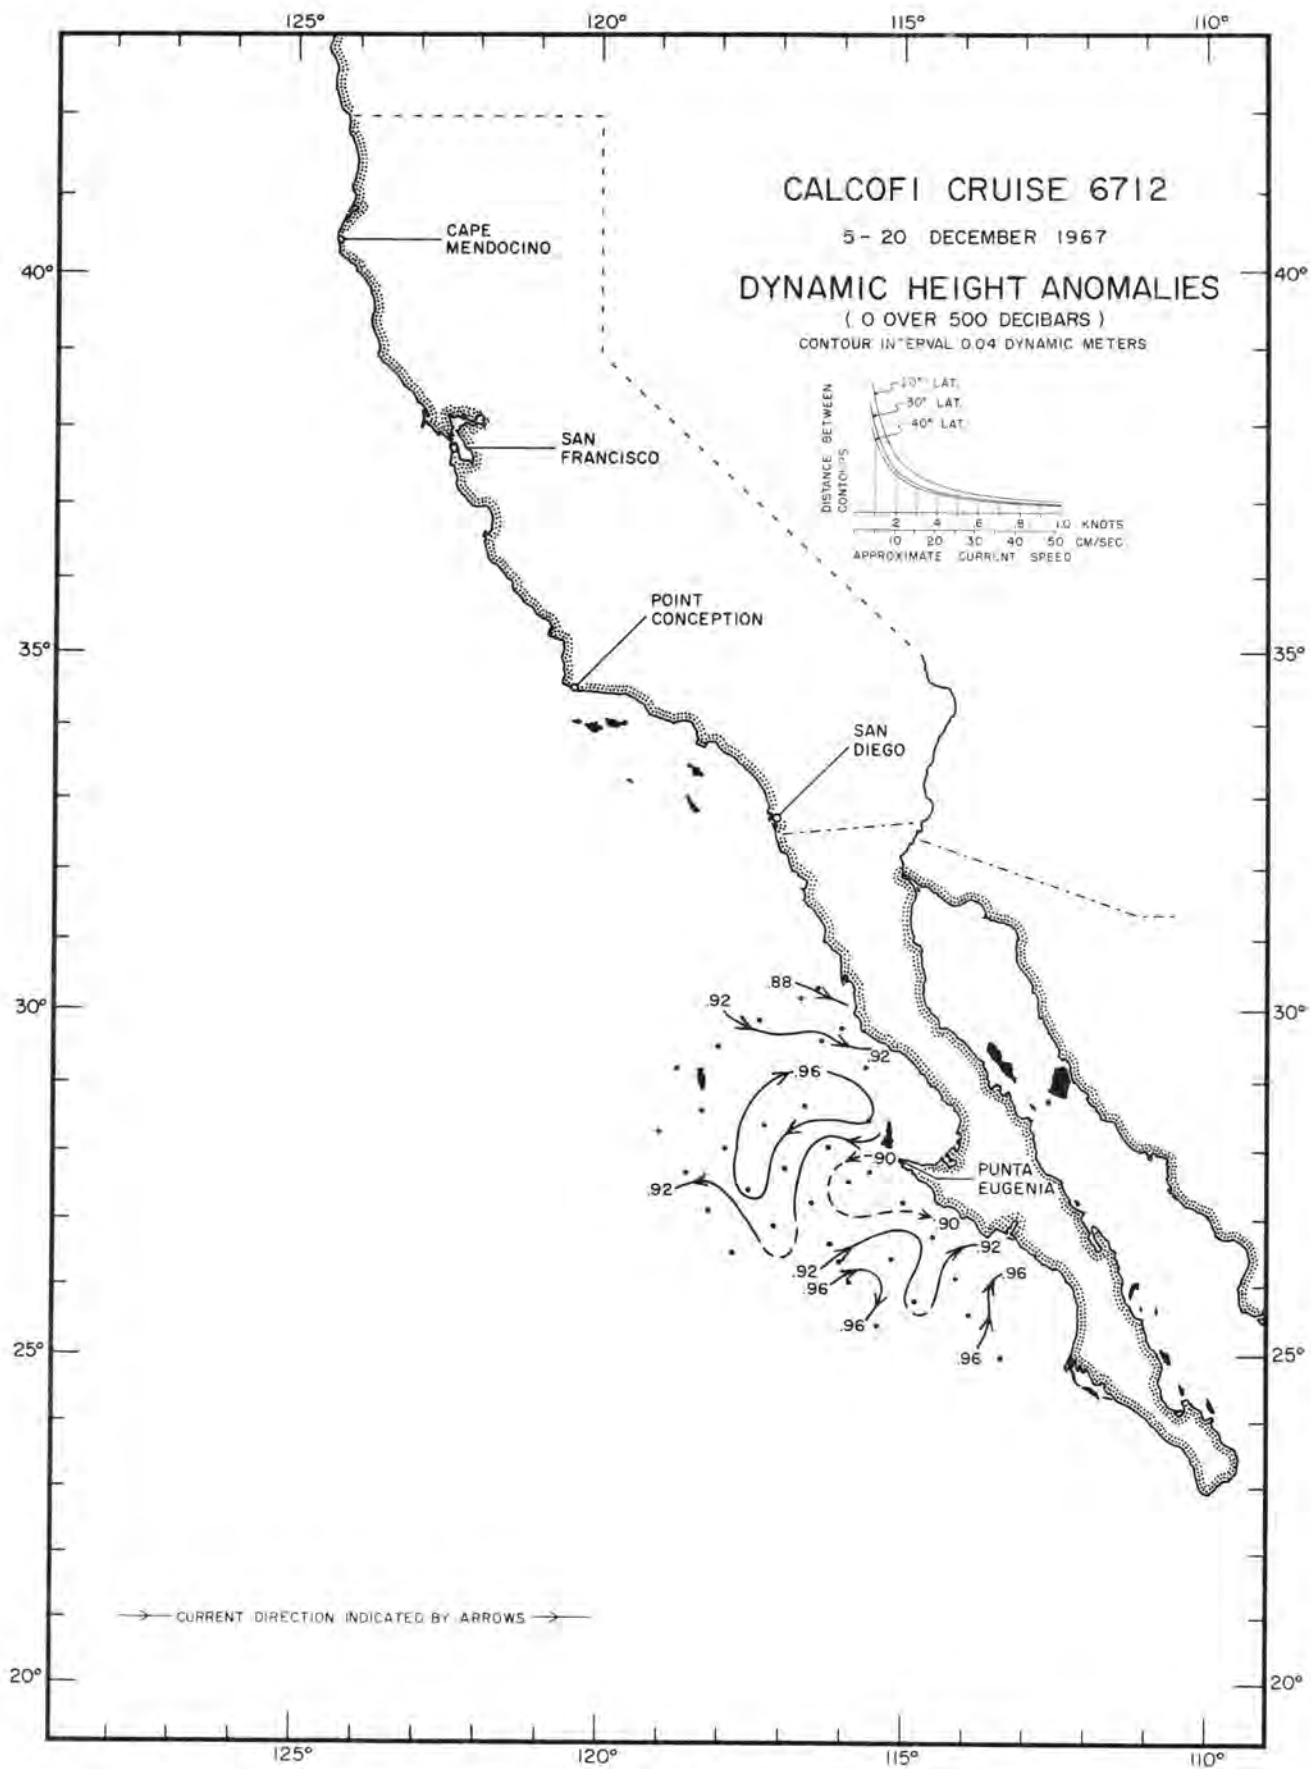 125°
120°
115°
110°
CALCOFI CRUISE 6712
5-20 DECEMBER 1967
DYNAMIC HEIGHT ANOMALIES
( 0 OVER 500 DECIBARS )
CONTOUR INTERVAL 0.04 DYNAMIC METERS
CAPE
MENDOCINO
40°
40°
DISTANCE BETWEEN
CONTOURS
20° LAT.
30° LAT.
40° LAT.
.2 .4 .6 .8 1.0 KNOTS
10 20 30 40 50 CM/SEC.
APPROXIMATE CURRENT SPEED
SAN
FRANCISCO
POINT
CONCEPTION
35°
35°
SAN
DIEGO
.88
.92
30°
30°
.92
.96
.90
PUNTA
EUGENIA
.92
.90
.92
.92
.96
.96
.96
.96
25°
25°
CURRENT DIRECTION INDICATED BY ARROWS
20°
20°
125°
120°
115°
110°